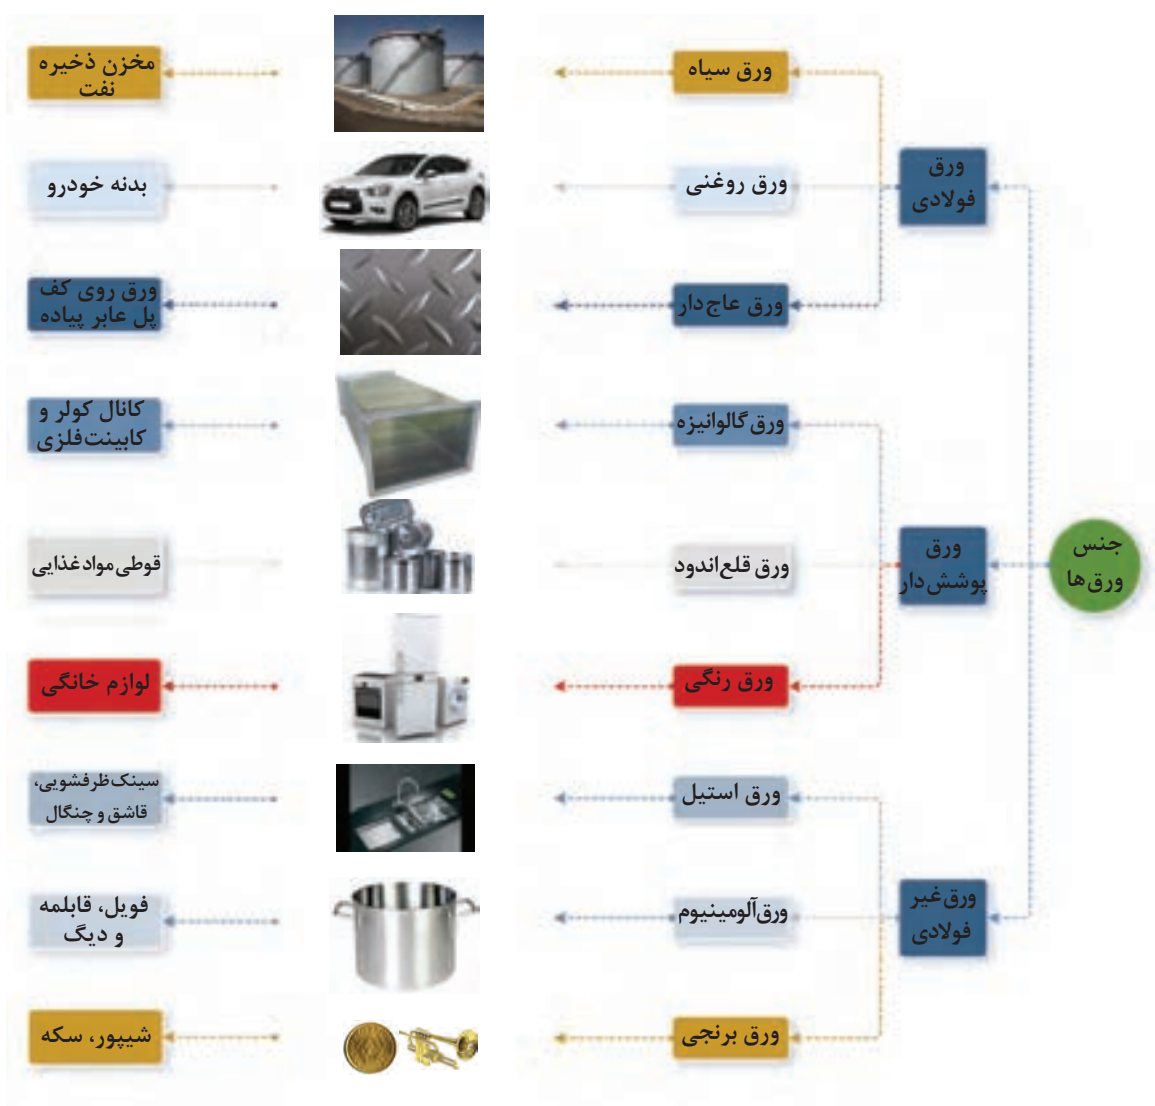 جنس
ورق‌ها
ورق
فولادی
ورق سیاه
مخزن ذخیره
نفت
ورق روغنی
بدنه خودرو
ورق عاج‌دار
ورق روی کف
پل عابر پیاده
ورق
پوشش‌دار
ورق گالوانیزه
کانال کولر و
کابینت فلزی
ورق قلع‌اندود
قوطی مواد غذایی
ورق رنگی
لوازم خانگی
ورق غیر
فولادی
ورق استیل
سینک ظرفشویی،
قاشق و چنگال
ورق آلومینیوم
فویل، قابلمه
و دیگ
ورق برنجی
شیپور، سکه